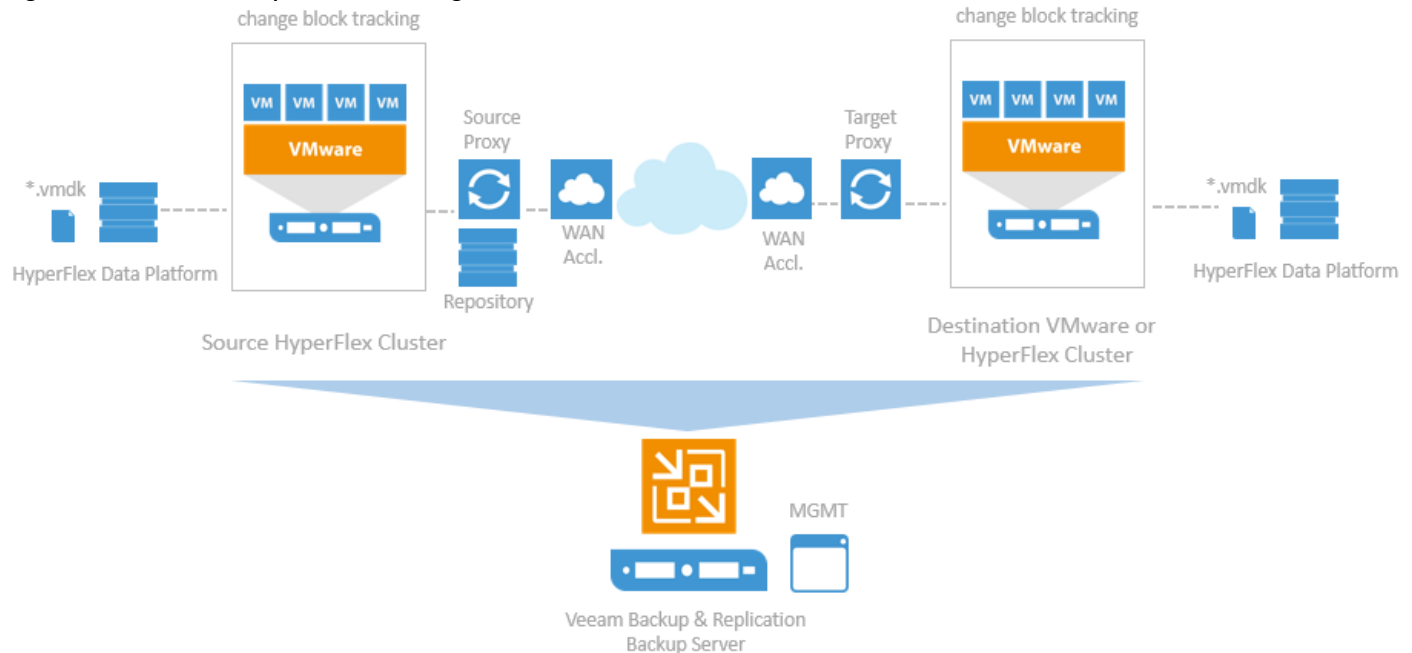 change block tracking
VM VM VM VM
VMware
*.vmdk
HyperFlex Data Platform
Source HyperFlex Cluster
Source
Proxy
Repository
WAN
Accl.
WAN
Accl.
Target
Proxy
change block tracking
VM VM VM VM
VMware
*.vmdk
HyperFlex Data Platform
Destination VMware or
HyperFlex Cluster
MGMT
Veeam Backup & Replication
Backup Server